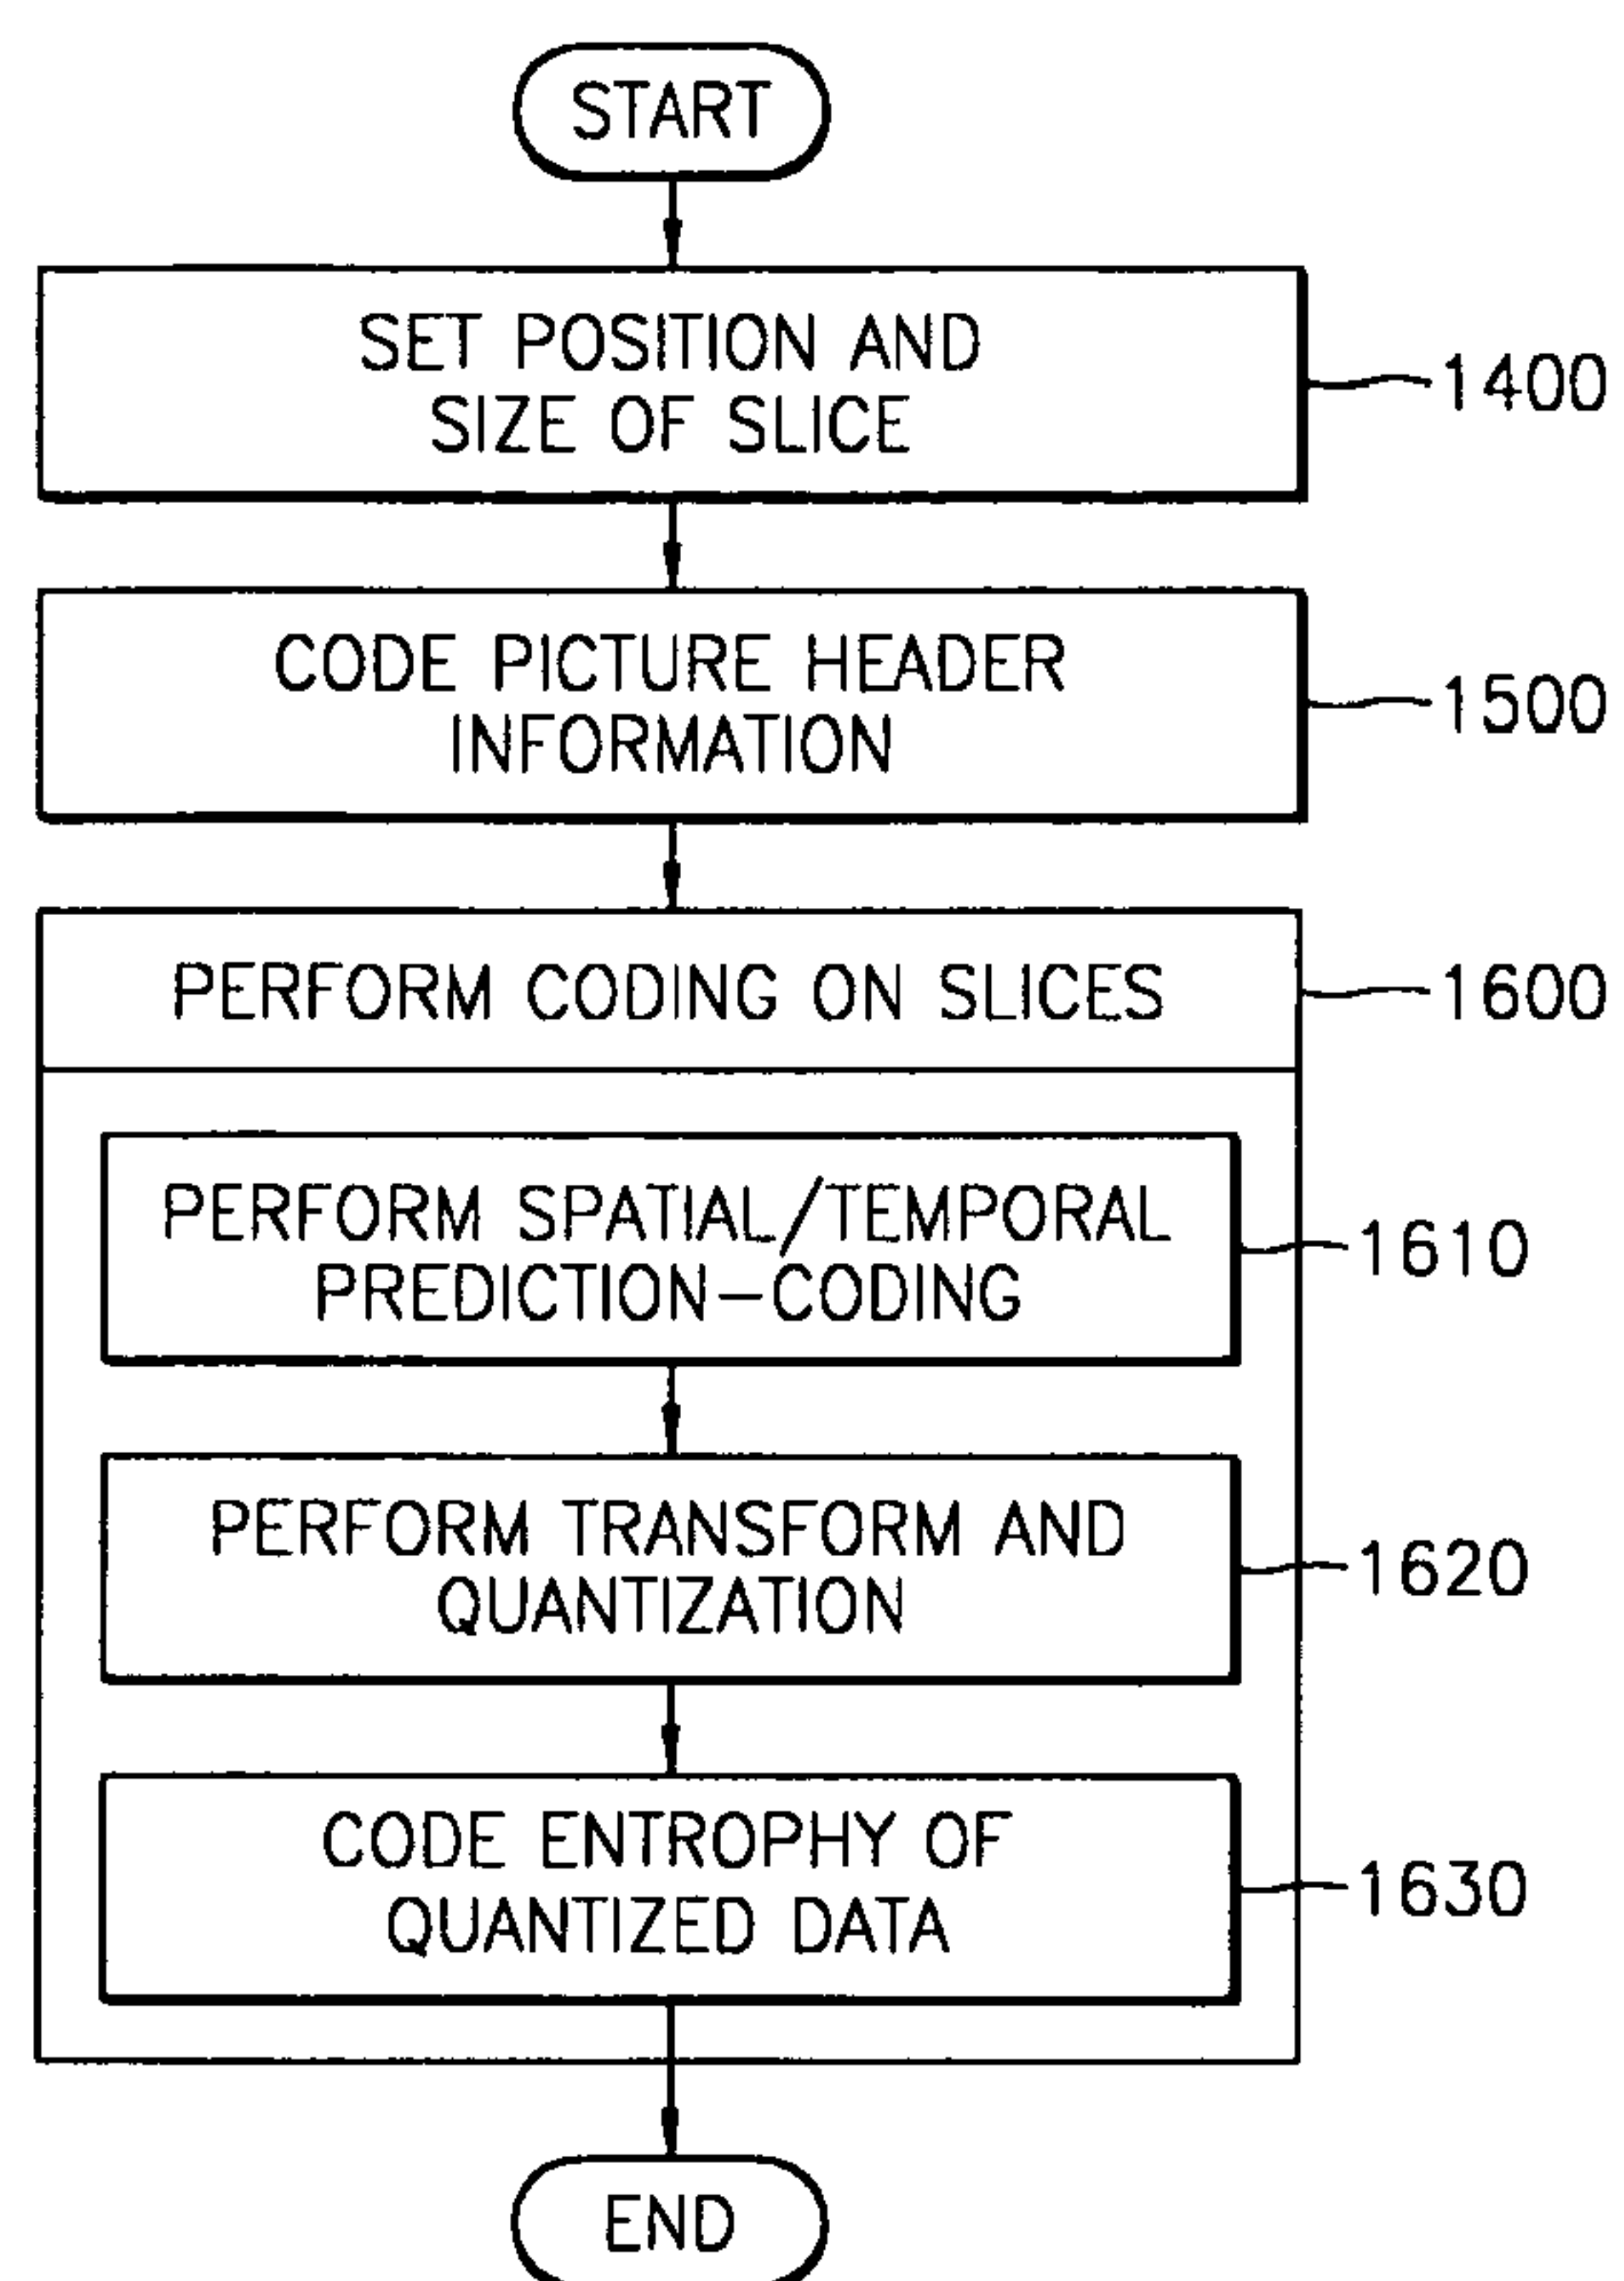 START
SET POSITION AND
SIZE OF SLICE
1400
CODE PICTURE HEADER
INFORMATION
1500
PERFORM CODING ON SLICES
1600
PERFORM SPATIAL/TEMPORAL
PREDICTION-CODING
1610
PERFORM TRANSFORM AND
QUANTIZATION
1620
CODE ENTROPHY OF
QUANTIZED DATA
1630
END